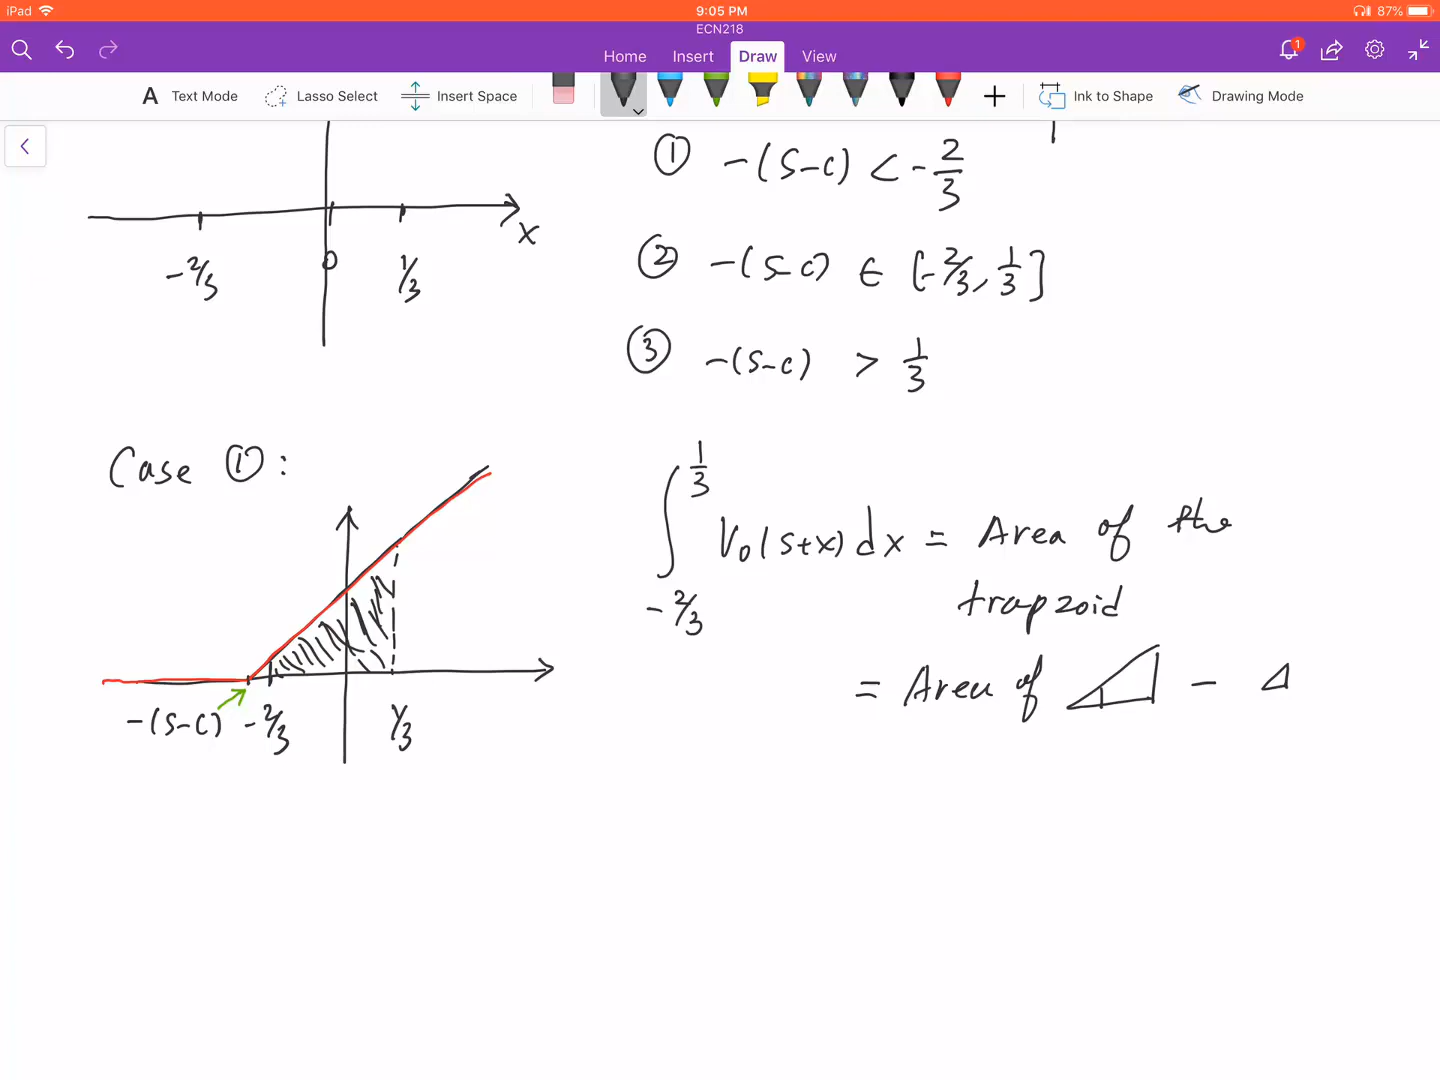 iPad 9:05 PM 87%
ECN218
Home Insert Draw View
1
A Text Mode Lasso Select Insert Space Ink to Shape Drawing Mode
① -(S-C) < -2/3
x
-2/3 0 1/3
② -(S-C) ∈ [-2/3, 1/3]
③ -(S-C) > 1/3
Case ①:
∫_{-2/3}^{1/3} V₀(s+x)dx = Area of the
trapzoid
= Area of −
-(S-C) -2/3 1/3